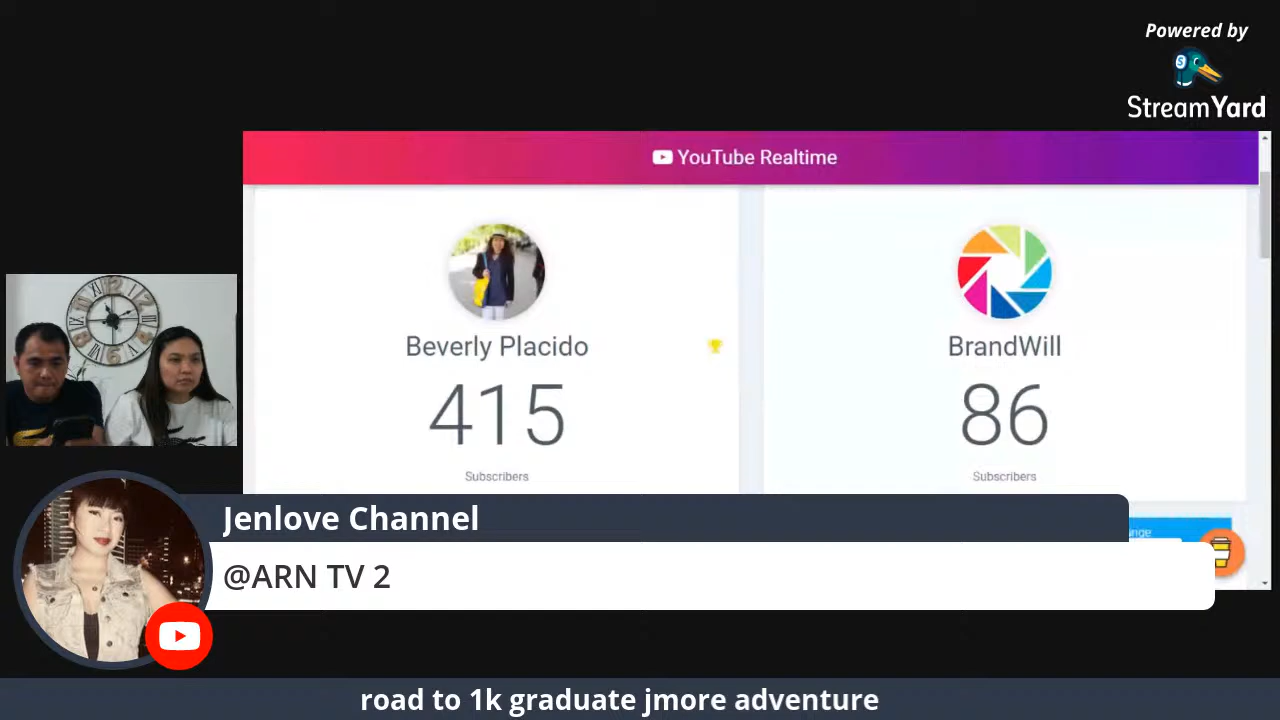 Powered by
StreamYard
YouTube Realtime
Beverly Placido
415
Subscribers
BrandWill
86
Subscribers
Jenlove Channel
@ARN TV 2
road to 1k graduate jmore adventure